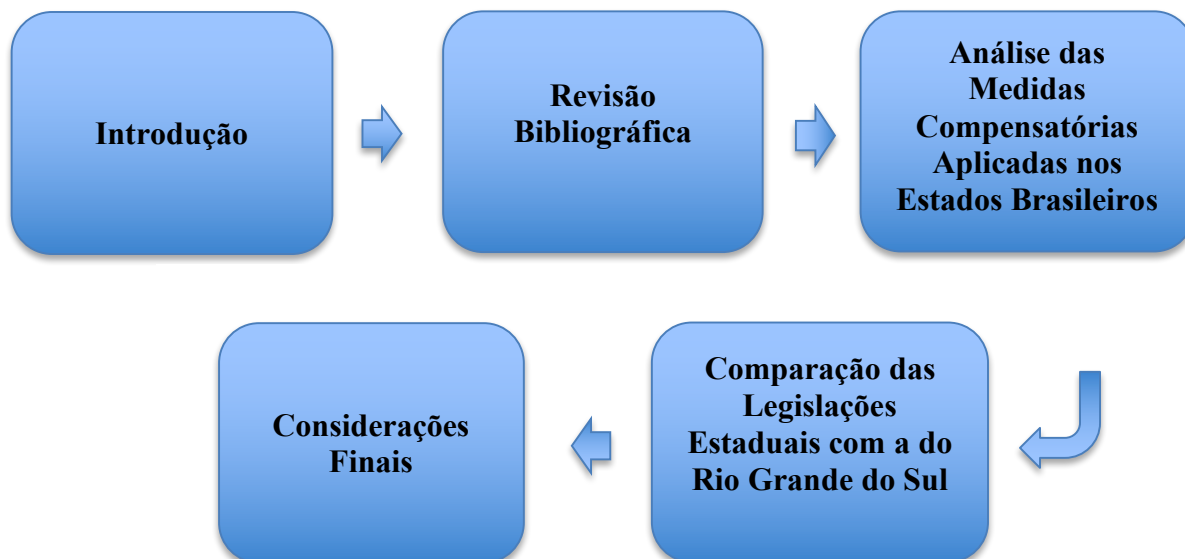 Introdução
Revisão
Bibliográfica
Análise das
Medidas
Compensatórias
Aplicadas nos
Estados Brasileiros
Comparação das
Legislações
Estaduais com a do
Rio Grande do Sul
Considerações
Finais